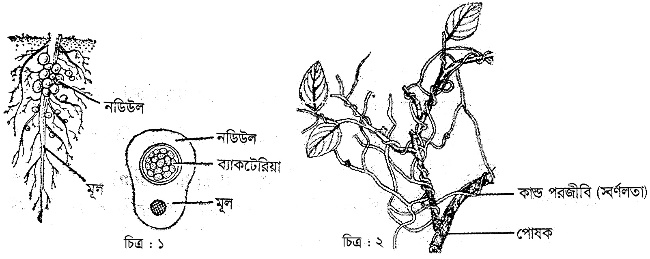 নডিউল
মূল
নডিউল
ব্যাকটেরিয়া
মূল
চিত্র : ১
কান্ড পরজীবি (স্বর্ণলতা)
পোষক
চিত্র : ২